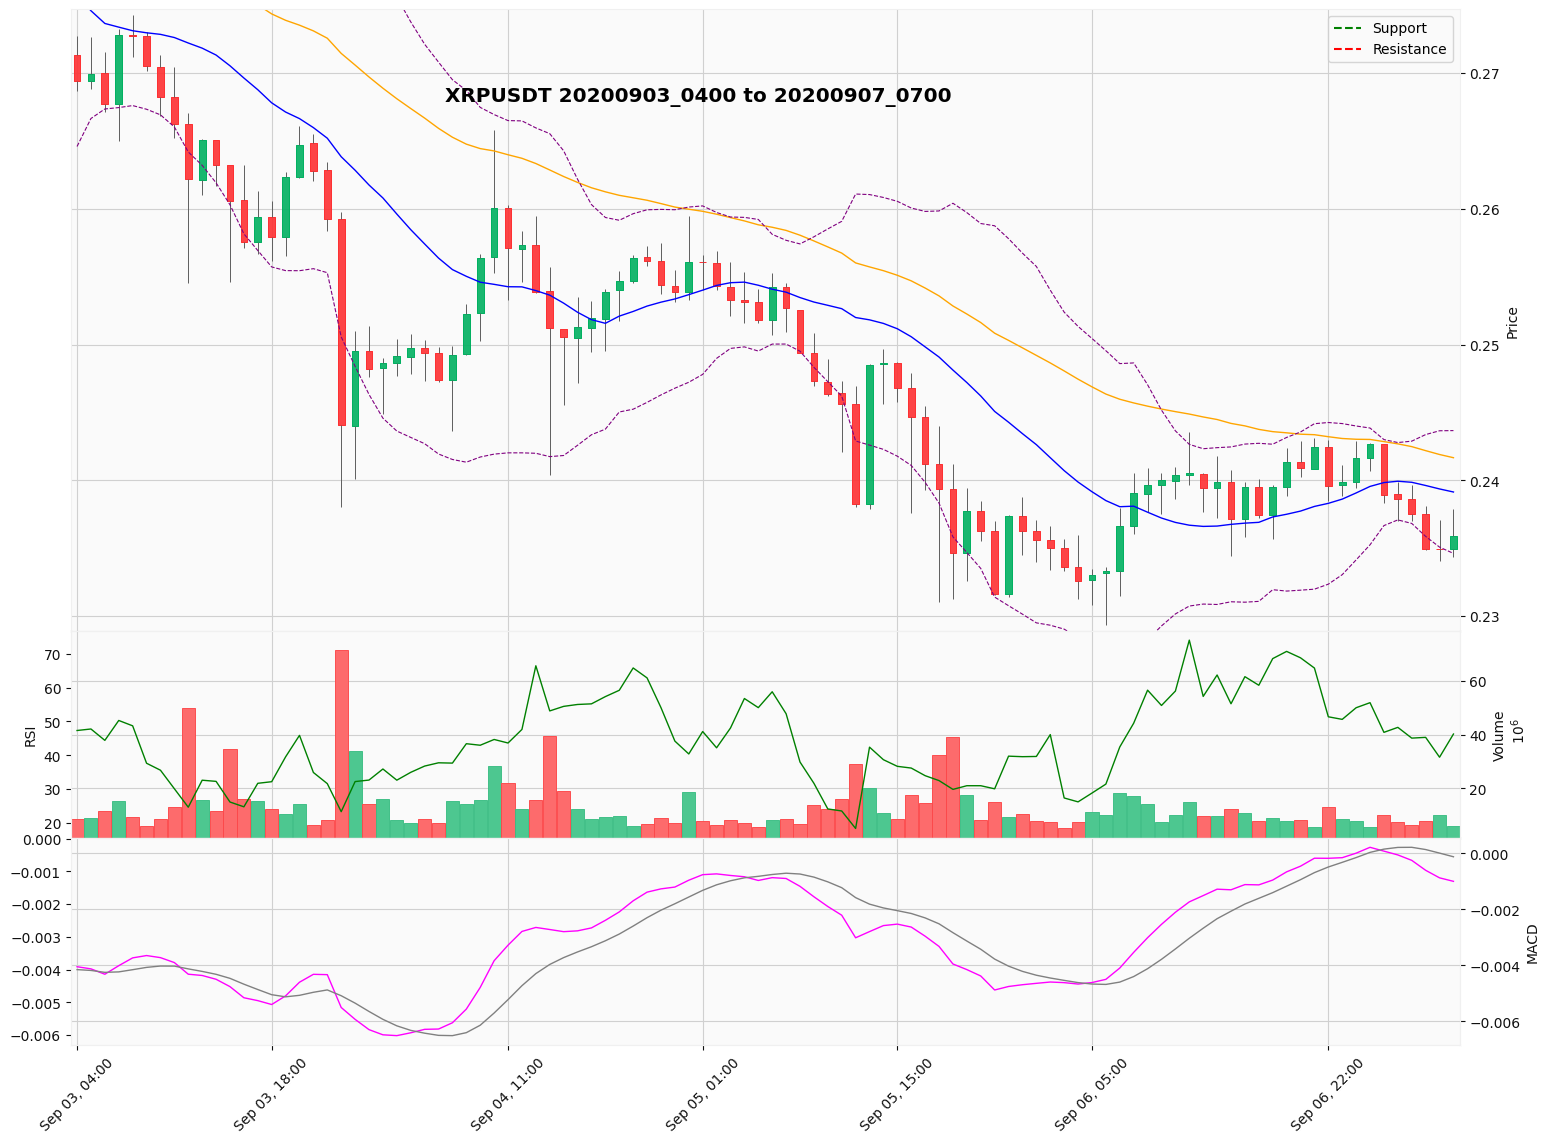 XRPUSDT 20200903_0400 to 20200907_0700
Support
Resistance
0.27
0.26
0.25
0.24
0.23
Price
70
60
50
40
30
20
RSI
60
40
20
Volume
10^6
0.000
−0.001
−0.002
−0.003
−0.004
−0.005
−0.006
0.000
−0.002
−0.004
−0.006
MACD
Sep 03, 04:00
Sep 03, 18:00
Sep 04, 11:00
Sep 05, 01:00
Sep 05, 15:00
Sep 06, 05:00
Sep 06, 22:00